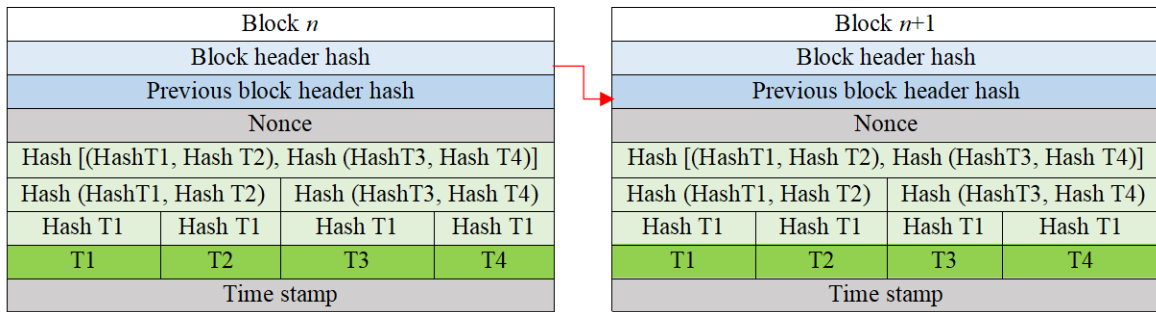 Block n
Block header hash
Previous block header hash
Nonce
Hash [(HashT1, Hash T2), Hash (HashT3, Hash T4)]
Hash (HashT1, Hash T2) Hash (HashT3, Hash T4)
Hash T1 Hash T1 Hash T1 Hash T1
T1 T2 T3 T4
Time stamp
Block n+1
Block header hash
Previous block header hash
Nonce
Hash [(HashT1, Hash T2), Hash (HashT3, Hash T4)]
Hash (HashT1, Hash T2) Hash (HashT3, Hash T4)
Hash T1 Hash T1 Hash T1 Hash T1
T1 T2 T3 T4
Time stamp